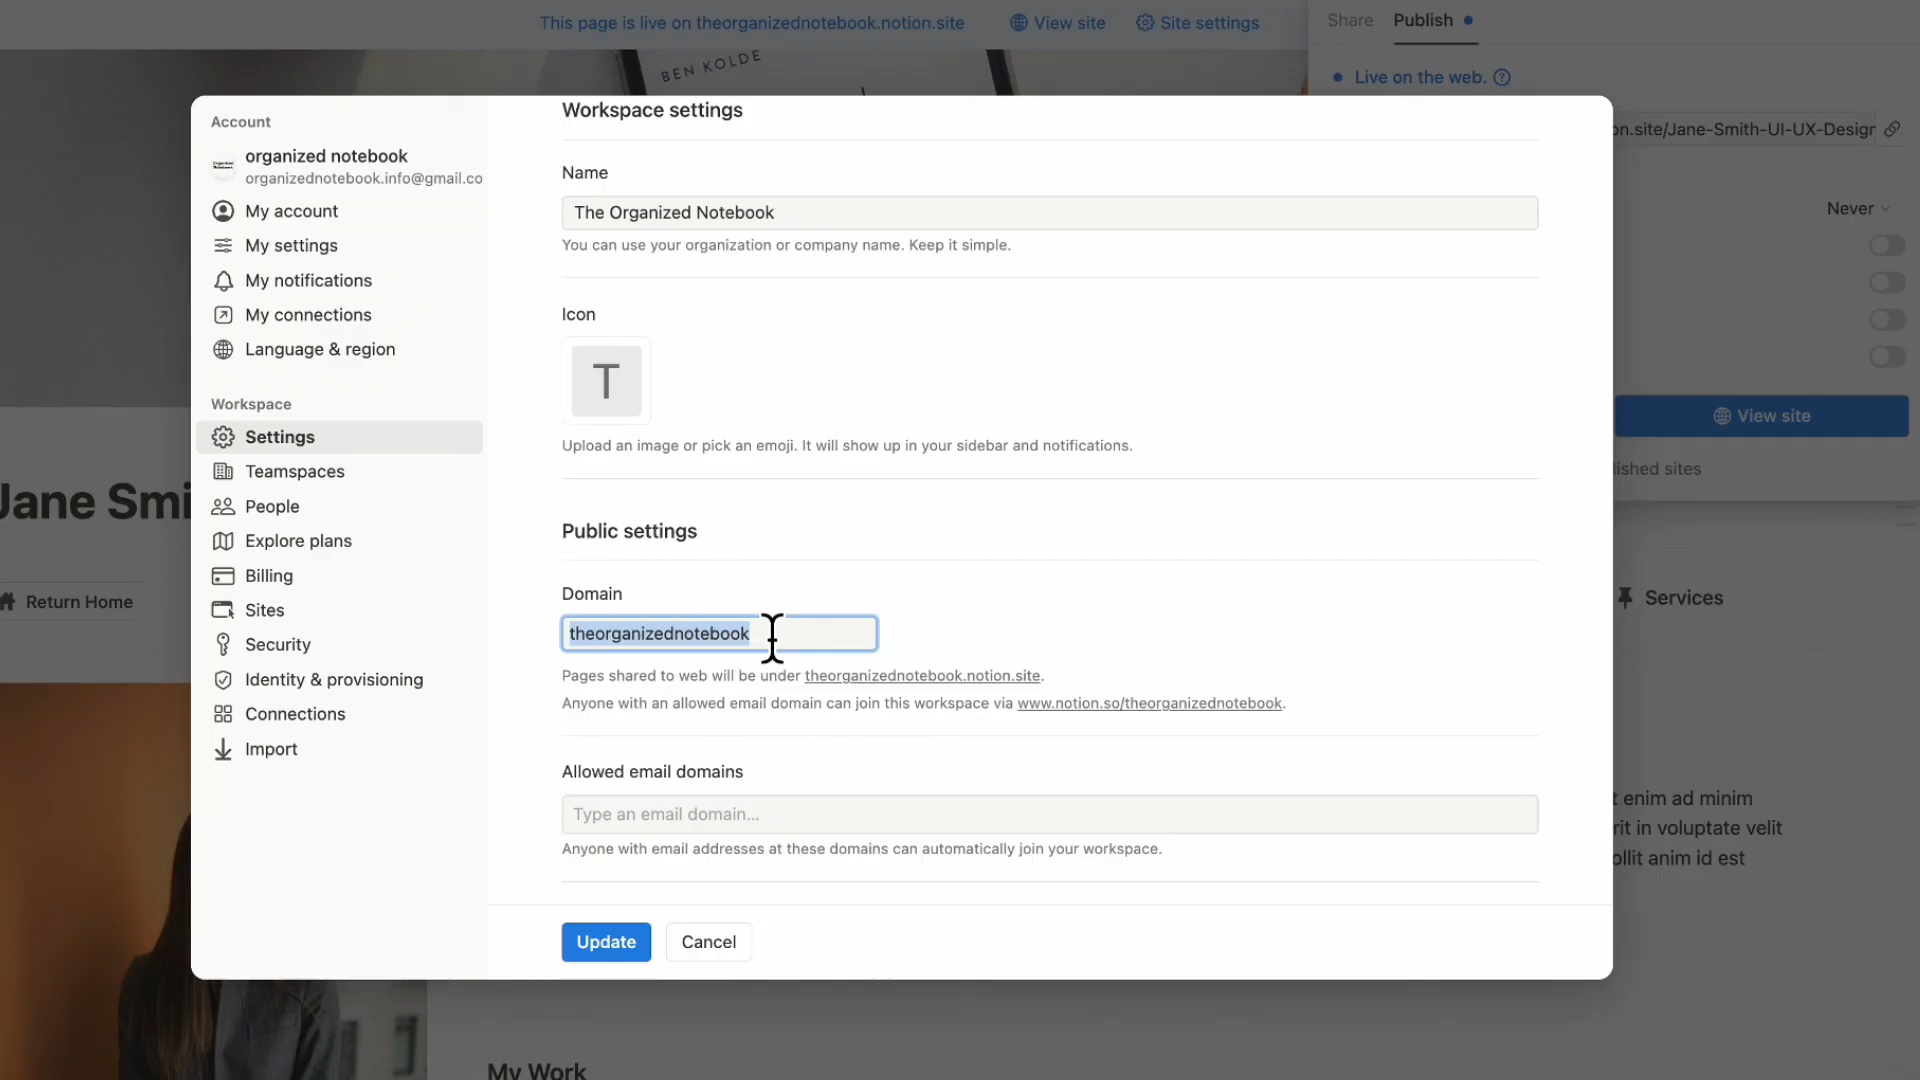 This page is live on theorganizednotebook.notion.site View site Site settings
Share Publish
BEN KOLDE
Live on the web.
on.site/Jane-Smith-UI-UX-Design
Never
View site
lished sites
Account
organized notebook
organizednotebook.info@gmail.co
My account
My settings
My notifications
My connections
Language & region
Workspace
Settings
Teamspaces
People
Explore plans
Billing
Sites
Security
Identity & provisioning
Connections
Import
Workspace settings
Name
The Organized Notebook
You can use your organization or company name. Keep it simple.
Icon
T
Upload an image or pick an emoji. It will show up in your sidebar and notifications.
Public settings
Domain
theorganizednotebook
Pages shared to web will be under theorganizednotebook.notion.site.
Anyone with an allowed email domain can join this workspace via www.notion.so/theorganizednotebook.
Allowed email domains
Type an email domain...
Anyone with email addresses at these domains can automatically join your workspace.
Update Cancel
Jane Smi
Return Home
Services
t enim ad minim
rit in voluptate velit
ollit anim id est
My Work